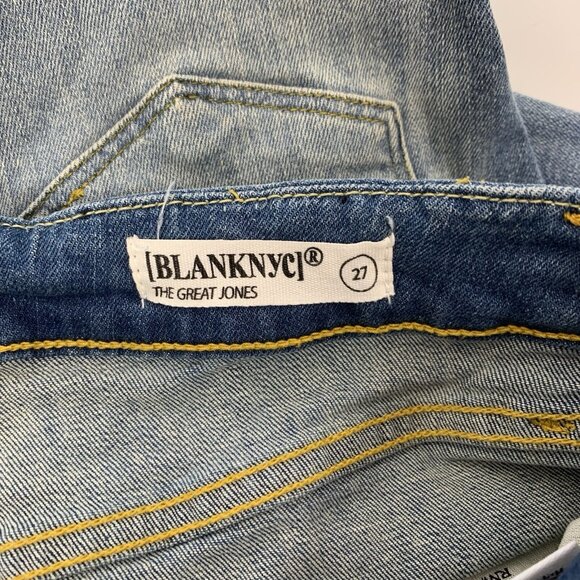 [BLANKNYC]®
THE GREAT JONES
27